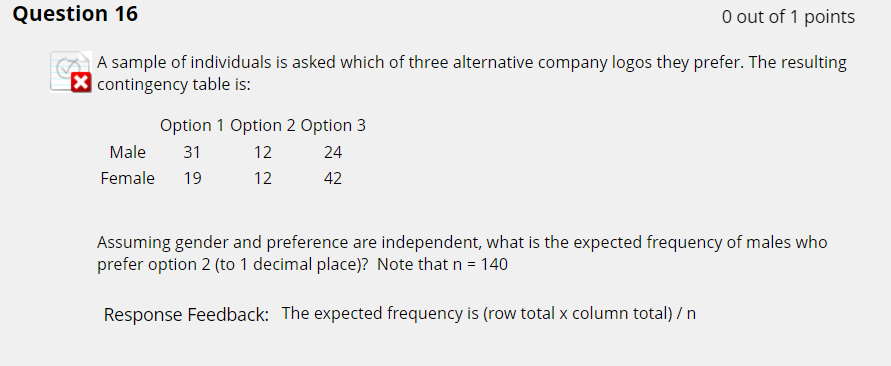 Question 16
0 out of 1 points
A sample of individuals is asked which of three alternative company logos they prefer. The resulting
contingency table is:
Option 1 Option 2 Option 3
Male 31 12 24
Female 19 12 42
Assuming gender and preference are independent, what is the expected frequency of males who
prefer option 2 (to 1 decimal place)? Note that n = 140
Response Feedback: The expected frequency is (row total x column total) / n